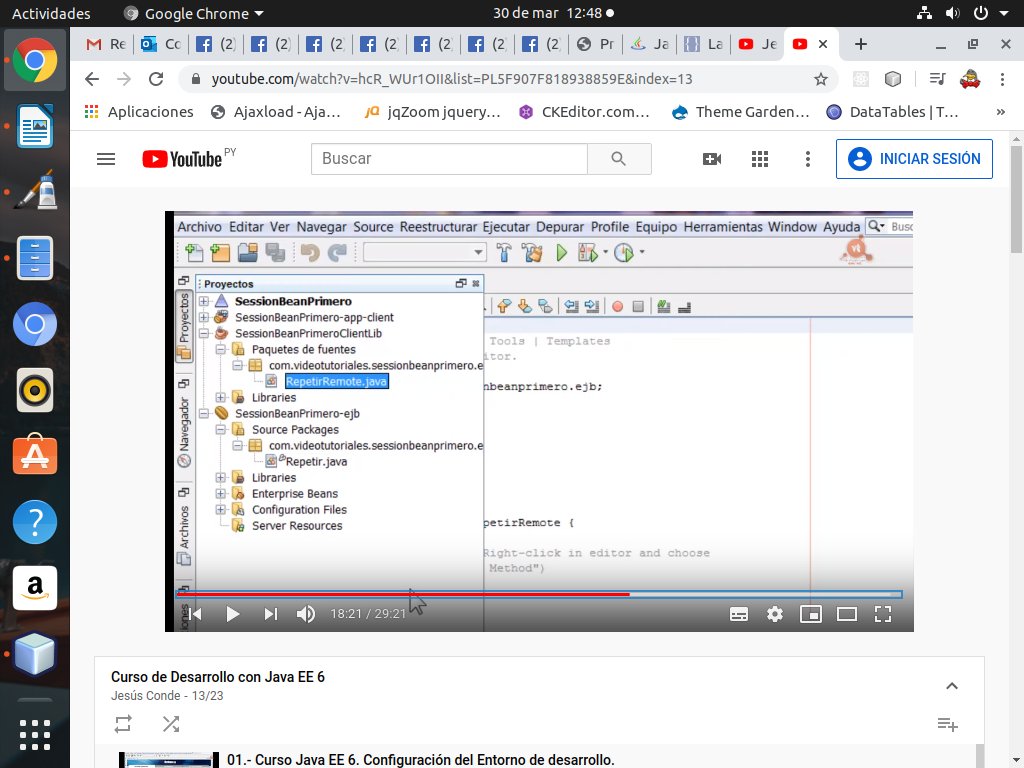 Actividades Google Chrome 30 de mar 12:48
Re Co (2) (2) (2) (2) (2) (2) (2) Pr Ja La Je
youtube.com/watch?v=hcR_WUr1OII&list=PL5F907F818938859E&index=13
Aplicaciones Ajaxload - Aja... jqZoom jquery... CKEditor.com... Theme Garden... DataTables | T... »
YouTube PY Buscar INICIAR SESIÓN
Archivo Editar Ver Navegar Source Reestructurar Ejecutar Depurar Profile Equipo Herramientas Window Ayuda Busc
Proyectos
Proyectos
Navegador
Archivos
SessionBeanPrimero
SessionBeanPrimero-app-client
SessionBeanPrimeroClientLib
Paquetes de fuentes
com.videotutoriales.sessionbeanprimero.e
RepetirRemote.java
Libraries
SessionBeanPrimero-ejb
Source Packages
com.videotutoriales.sessionbeanprimero.e
Repetir.java
Libraries
Enterprise Beans
Configuration Files
Server Resources
Tools | Templates
itor.
nbeanprimero.ejb;
petirRemote {
Right-click in editor and choose
Method")
18:21 / 29:21
Curso de Desarrollo con Java EE 6
Jesús Conde - 13/23
01.- Curso Java EE 6. Configuración del Entorno de desarrollo.